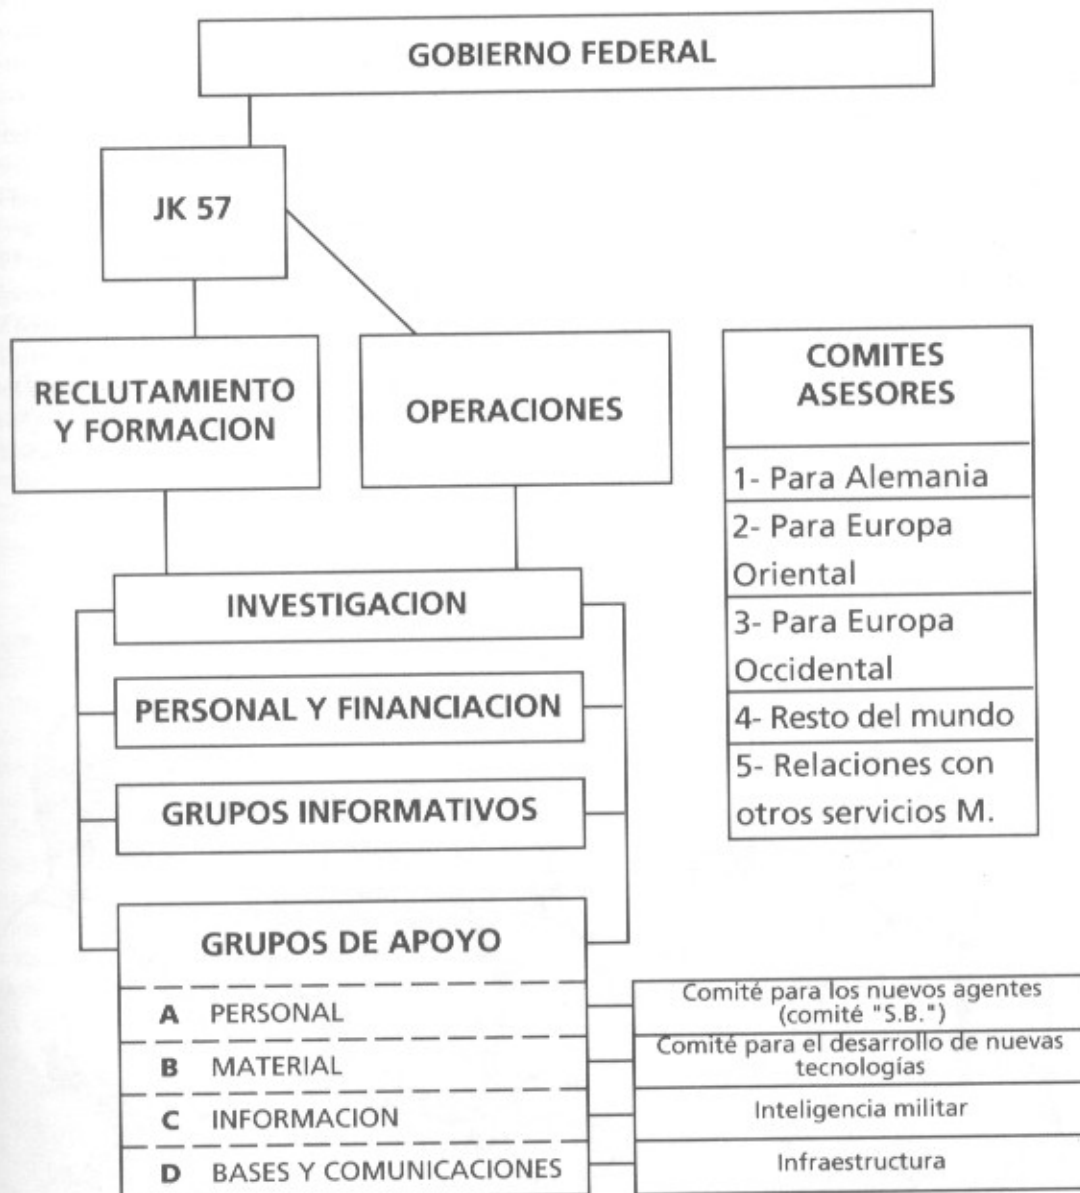 GOBIERNO FEDERAL
JK 57
RECLUTAMIENTO
Y FORMACION
OPERACIONES
COMITES
ASESORES
1- Para Alemania
2- Para Europa
Oriental
3- Para Europa
Occidental
4- Resto del mundo
5- Relaciones con
otros servicios M.
INVESTIGACION
PERSONAL Y FINANCIACION
GRUPOS INFORMATIVOS
GRUPOS DE APOYO
A PERSONAL
Comité para los nuevos agentes
(comité "S.B.")
B MATERIAL
Comité para el desarrollo de nuevas
tecnologías
C INFORMACION
Inteligencia militar
D BASES Y COMUNICACIONES
Infraestructura